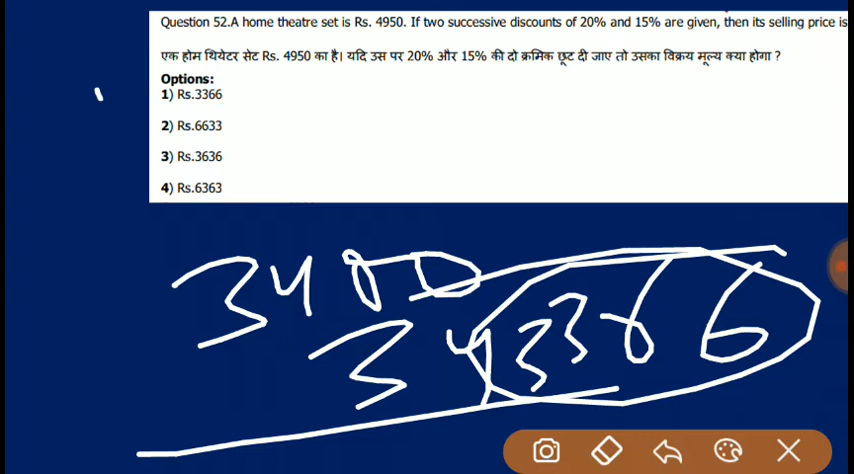 Question 52.A home theatre set is Rs. 4950. If two successive discounts of 20% and 15% are given, then its selling price is
एक होम थियेटर सेट Rs. 4950 का है। यदि उस पर 20% और 15% की दो क्रमिक छूट दी जाए तो उसका विक्रय मूल्य क्या होगा ?
Options:
1) Rs.3366
2) Rs.6633
3) Rs.3636
4) Rs.6363
3400
34 3366